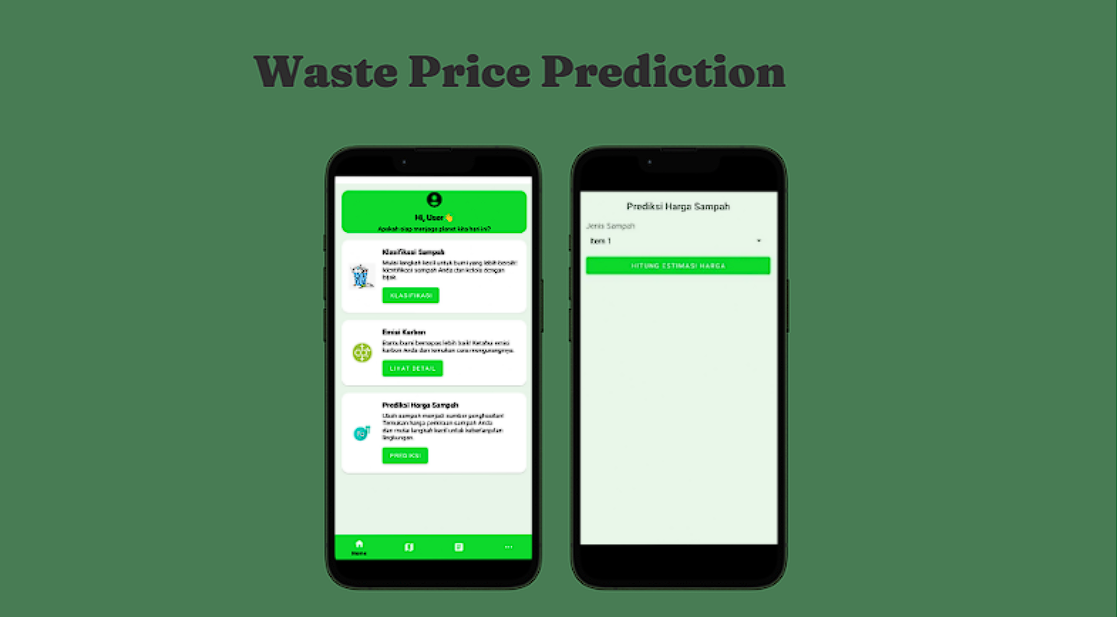 Waste Price Prediction
Hi, User 👋
Apakah siap menjaga planet kita hari ini?
Klasifikasi Sampah
Mulai langkah kecil untuk bumi yang lebih bersih!
Identifikasi sampah Anda dan kelola dengan
bijak.
KLASIFIKASI
Emisi Karbon
Bantu bumi bernapas lebih baik! Ketahui emisi
karbon Anda dan temukan cara menguranginya.
LIHAT DETAIL
Prediksi Harga Sampah
Ubah sampah menjadi sumber penghasilan!
Temukan harga perkiraan sampah Anda
dan mulai langkah kecil untuk keberlanjutan
lingkungan.
PREDIKSI
Home
Prediksi Harga Sampah
Jenis Sampah
Item 1
HITUNG ESTIMASI HARGA